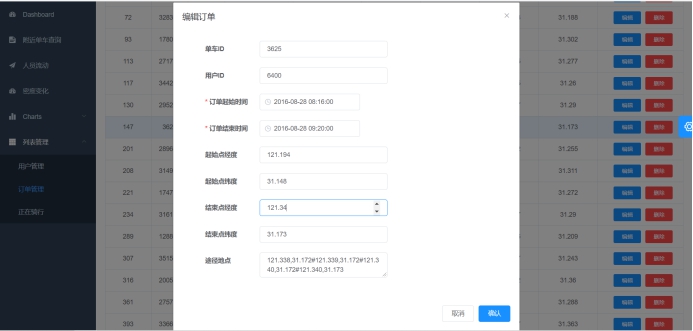 编辑订单
×
单车ID 3625
用户ID 6400
* 订单起始时间 2016-08-28 08:16:00
* 订单结束时间 2016-08-28 09:20:00
起始点经度 121.194
起始点纬度 31.148
结束点经度 121.34
结束点纬度 31.173
途径地点 121.338,31.172#121.339,31.172#121.3
40,31.172#121.340,31.173
取消 确认
Dashboard
附近单车查询
人员流动
密度变化
Charts
列表管理
用户管理
订单管理
正在骑行
72 3283 31.188 编辑 删除
93 1780 31.302 编辑 删除
113 2717 31.277 编辑 删除
117 3442 31.28 编辑 删除
130 2952 31.29 编辑 删除
147 362 31.173 编辑 删除
201 2896 31.255 编辑 删除
208 3149 31.311 编辑 删除
221 1747 31.272 编辑 删除
234 3181 31.29 编辑 删除
289 1288 31.209 编辑 删除
307 3515 31.243 编辑 删除
316 2005 31.36 编辑 删除
361 2757 31.288 编辑 删除
393 3366 31.363 编辑 删除